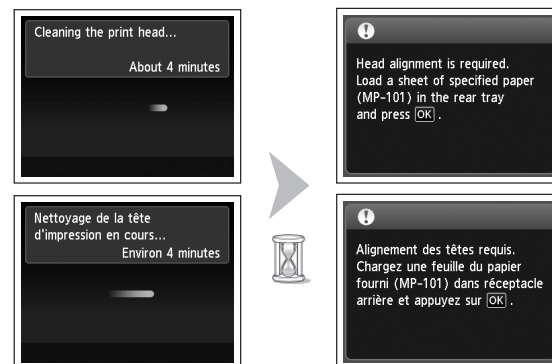 Cleaning the print head...
About 4 minutes
Head alignment is required.
Load a sheet of specified paper
(MP-101) in the rear tray
and press OK .
Nettoyage de la tête
d'impression en cours...
Environ 4 minutes
Alignement des têtes requis.
Chargez une feuille du papier
fourni (MP-101) dans réceptacle
arrière et appuyez sur OK .